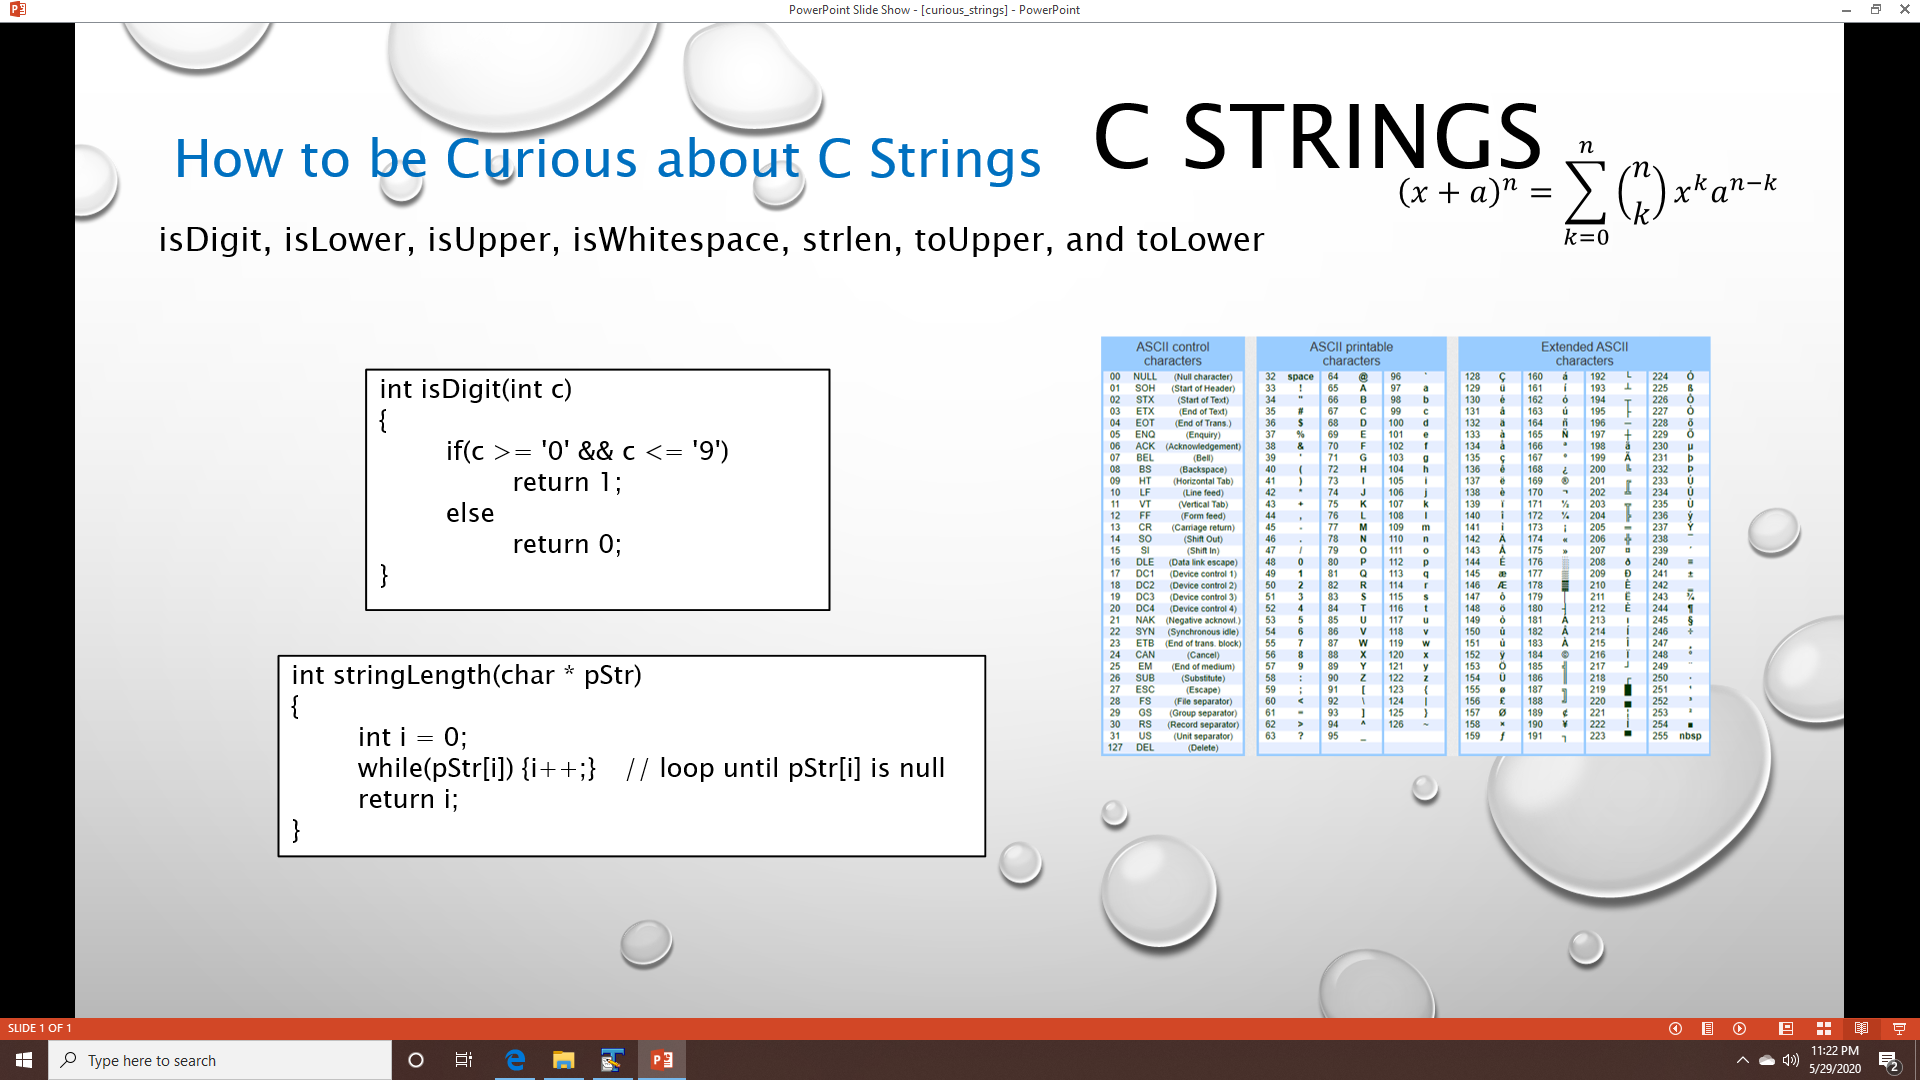 PowerPoint Slide Show - [curious_strings] - PowerPoint
C STRINGS
How to be Curious about C Strings
(x + a)^n = ∑_{k=0}^{n} (n k) x^k a^{n−k}
isDigit, isLower, isUpper, isWhitespace, strlen, toUpper, and toLower
int isDigit(int c)
{
if(c >= '0' && c <= '9')
return 1;
else
return 0;
}
int stringLength(char * pStr)
{
int i = 0;
while(pStr[i]) {i++;} // loop until pStr[i] is null
return i;
}
ASCII control
characters
00 NULL (Null character)
01 SOH (Start of Header)
02 STX (Start of Text)
03 ETX (End of Text)
04 EOT (End of Trans.)
05 ENQ (Enquiry)
06 ACK (Acknowledgement)
07 BEL (Bell)
08 BS (Backspace)
09 HT (Horizontal Tab)
10 LF (Line feed)
11 VT (Vertical Tab)
12 FF (Form feed)
13 CR (Carriage return)
14 SO (Shift Out)
15 SI (Shift In)
16 DLE (Data link escape)
17 DC1 (Device control 1)
18 DC2 (Device control 2)
19 DC3 (Device control 3)
20 DC4 (Device control 4)
21 NAK (Negative acknowl.)
22 SYN (Synchronous idle)
23 ETB (End of trans. block)
24 CAN (Cancel)
25 EM (End of medium)
26 SUB (Substitute)
27 ESC (Escape)
28 FS (File separator)
29 GS (Group separator)
30 RS (Record separator)
31 US (Unit separator)
127 DEL (Delete)
ASCII printable
characters
32 space 64 @ 96 `
33 ! 65 A 97 a
34 " 66 B 98 b
35 # 67 C 99 c
36 $ 68 D 100 d
37 % 69 E 101 e
38 & 70 F 102 f
39 ' 71 G 103 g
40 ( 72 H 104 h
41 ) 73 I 105 i
42 * 74 J 106 j
43 + 75 K 107 k
44 , 76 L 108 l
45 - 77 M 109 m
46 . 78 N 110 n
47 / 79 O 111 o
48 0 80 P 112 p
49 1 81 Q 113 q
50 2 82 R 114 r
51 3 83 S 115 s
52 4 84 T 116 t
53 5 85 U 117 u
54 6 86 V 118 v
55 7 87 W 119 w
56 8 88 X 120 x
57 9 89 Y 121 y
58 : 90 Z 122 z
59 ; 91 [ 123 {
60 < 92 \ 124 |
61 = 93 ] 125 }
62 > 94 ^ 126 ~
63 ? 95 _
Extended ASCII
characters
128 Ç 160 á 192 └ 224 Ó
129 ü 161 í 193 ┴ 225 ß
130 é 162 ó 194 ┬ 226 Ô
131 â 163 ú 195 ├ 227 Ò
132 ä 164 ñ 196 ─ 228 õ
133 à 165 Ñ 197 ┼ 229 Õ
134 å 166 ª 198 ã 230 µ
135 ç 167 º 199 Ã 231 þ
136 ê 168 ¿ 200 ╚ 232 Þ
137 ë 169 ® 201 ╔ 233 Ú
138 è 170 ¬ 202 ╩ 234 Û
139 ï 171 ½ 203 ╦ 235 Ù
140 î 172 ¼ 204 ╠ 236 ý
141 ì 173 ¡ 205 ═ 237 Ý
142 Ä 174 « 206 ╬ 238 ¯
143 Å 175 » 207 ¤ 239 ´
144 É 176 ░ 208 ð 240 ≡
145 æ 177 ▒ 209 Ð 241 ±
146 Æ 178 ▓ 210 Ê 242 ‗
147 ô 179 │ 211 Ë 243 ¾
148 ö 180 ┤ 212 È 244 ¶
149 ò 181 Á 213 ı 245 §
150 û 182 Â 214 Í 246 ÷
151 ù 183 À 215 Î 247 ¸
152 ÿ 184 © 216 Ï 248 °
153 Ö 185 ╣ 217 ┘ 249 ¨
154 Ü 186 ║ 218 ┌ 250 ·
155 ø 187 ╗ 219 █ 251 ¹
156 £ 188 ╝ 220 ▄ 252 ³
157 Ø 189 ¢ 221 ¦ 253 ²
158 × 190 ¥ 222 Ì 254 ■
159 ƒ 191 ┐ 223 ▀ 255 nbsp
SLIDE 1 OF 1
Type here to search
11:22 PM
5/29/2020
2